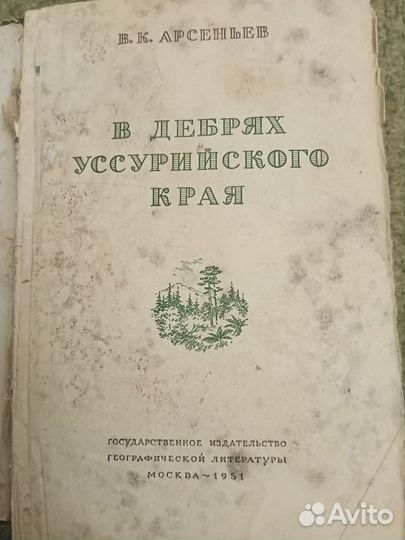 В. К. АРСЕНЬЕВ
В ДЕБРЯХ
УССУРИЙСКОГО
КРАЯ
ГОСУДАРСТВЕННОЕ ИЗДАТЕЛЬСТВО
ГЕОГРАФИЧЕСКОЙ ЛИТЕРАТУРЫ
МОСКВА ~ 1951
Avito